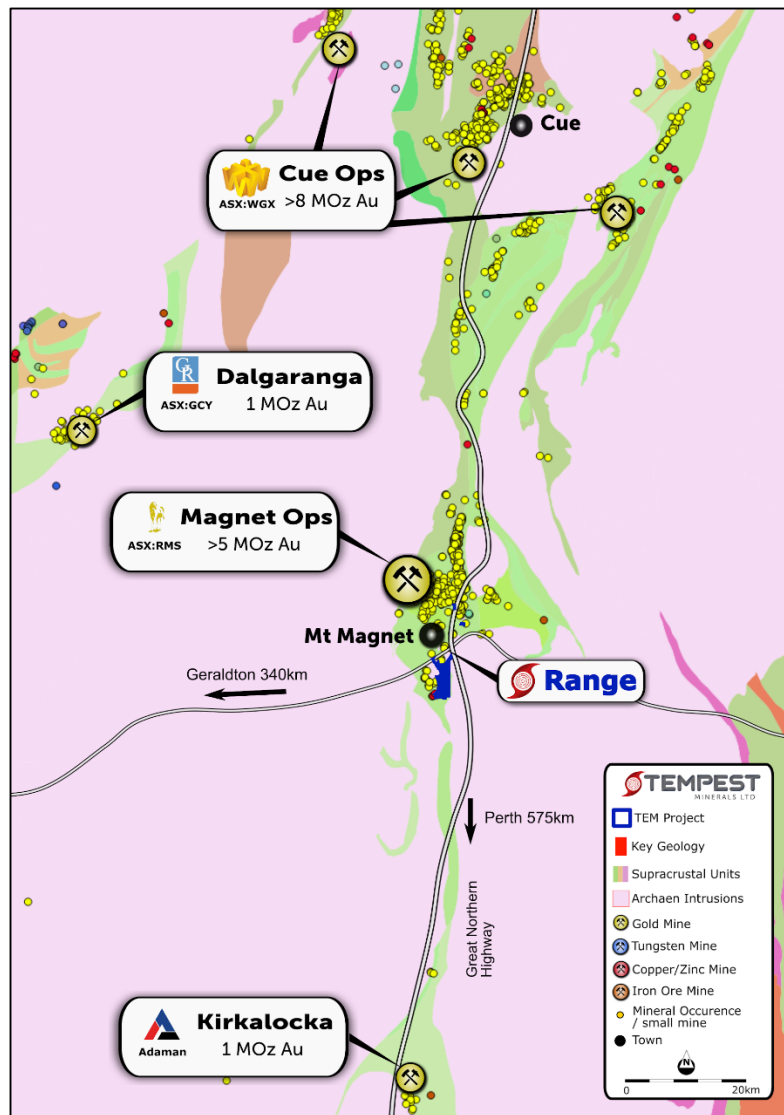 Cue
Cue Ops
ASX:WGX
>8 MOz Au
GR
Dalgaranga
ASX:GCY
1 MOz Au
Magnet Ops
ASX:RMS
>5 MOz Au
Mt Magnet
Geraldton 340km
Range
Perth 575km
Great Northern
Highway
Kirkalocka
Adaman
1 MOz Au
TEMPEST
MINERALS LTD
TEM Project
Key Geology
Supracrustal Units
Archaen Intrusions
Gold Mine
Tungsten Mine
Copper/Zinc Mine
Iron Ore Mine
Mineral Occurence
/ small mine
Town
N
0 20km